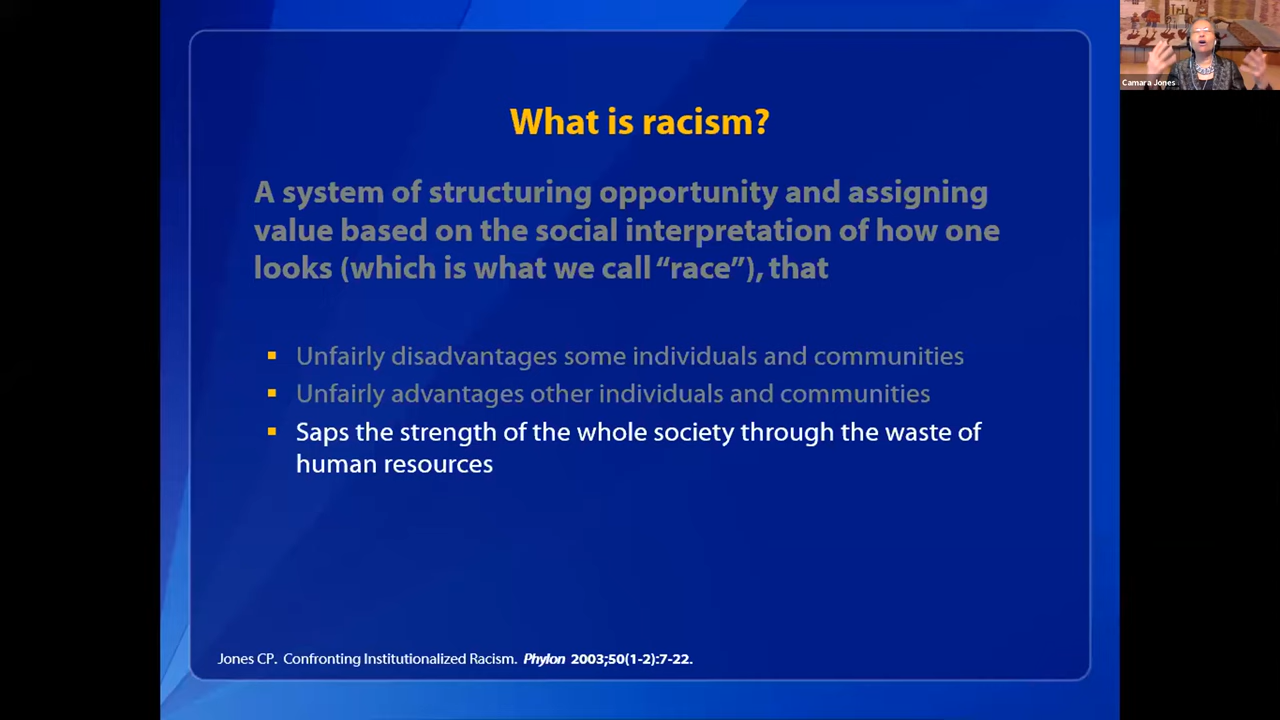 What is racism?
A system of structuring opportunity and assigning
value based on the social interpretation of how one
looks (which is what we call “race”), that
▪ Unfairly disadvantages some individuals and communities
▪ Unfairly advantages other individuals and communities
▪ Saps the strength of the whole society through the waste of
human resources
Jones CP. Confronting Institutionalized Racism. Phylon 2003;50(1-2):7-22.
Camara Jones